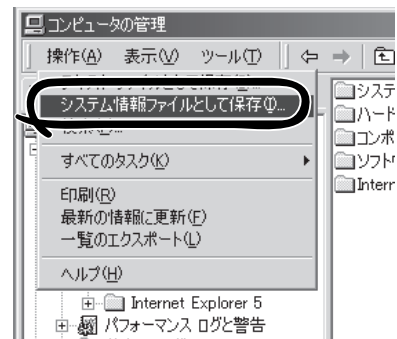 コンピュータの管理
操作(A) 表示(V) ツール(T)
システム情報ファイルとして保存(I)...
すべてのタスク(K)
印刷(R)
最新の情報に更新(F)
一覧のエクスポート(L)
ヘルプ(H)
システ
ハード
コンポ
ソフト
Intern
Internet Explorer 5
パフォーマンス ログと警告